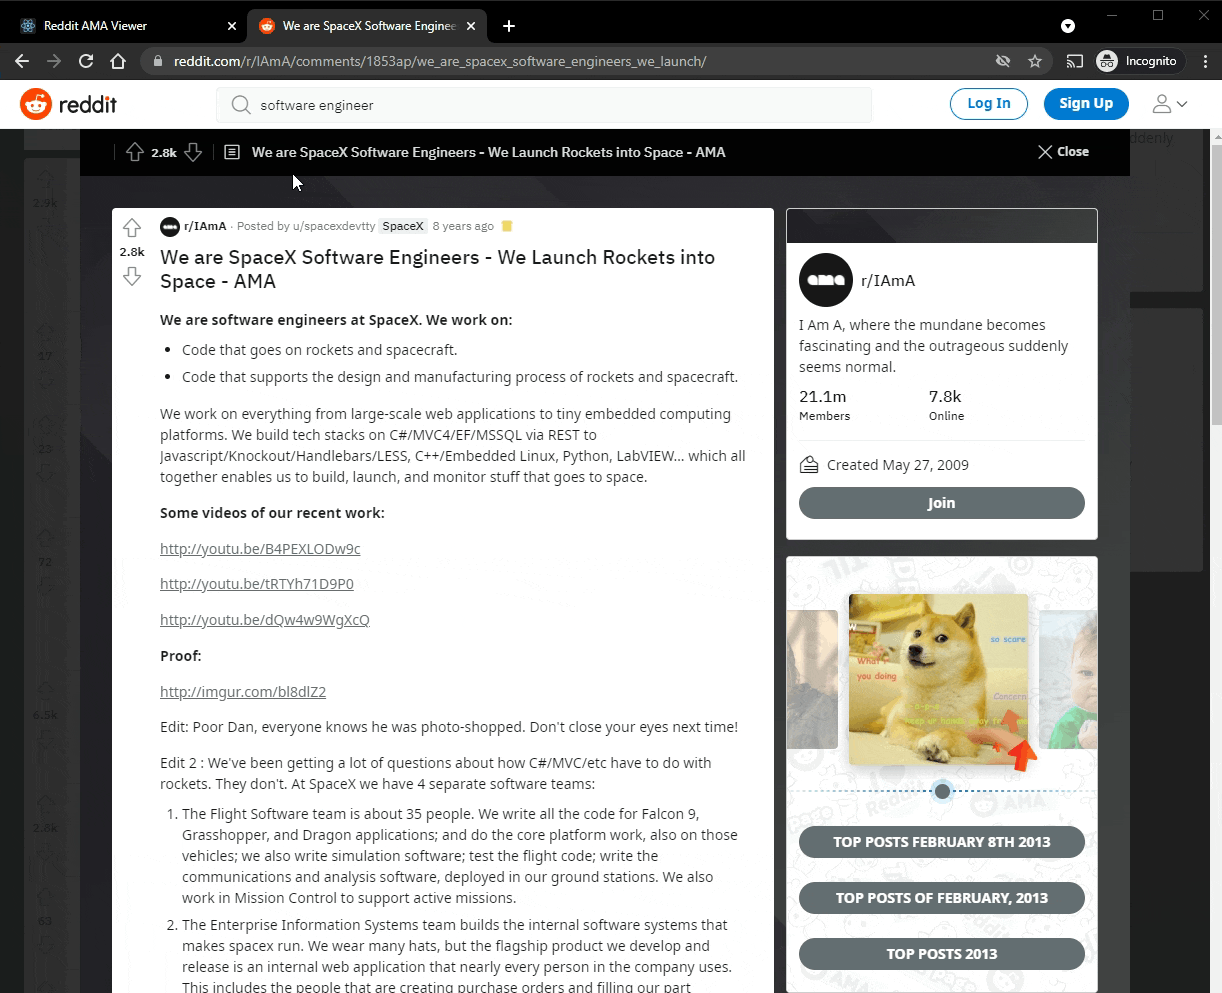 Reddit AMA Viewer
We are SpaceX Software Enginee
reddit.com/r/IAmA/comments/1853ap/we_are_spacex_software_engineers_we_launch/
Incognito
reddit
software engineer
Log In
Sign Up
2.8k
We are SpaceX Software Engineers - We Launch Rockets into Space - AMA
Close
r/IAmA · Posted by u/spacexdevtty SpaceX 8 years ago
2.8k
We are SpaceX Software Engineers - We Launch Rockets into
Space - AMA
We are software engineers at SpaceX. We work on:
• Code that goes on rockets and spacecraft.
• Code that supports the design and manufacturing process of rockets and spacecraft.
We work on everything from large-scale web applications to tiny embedded computing
platforms. We build tech stacks on C#/MVC4/EF/MSSQL via REST to
Javascript/Knockout/Handlebars/LESS, C++/Embedded Linux, Python, LabVIEW... which all
together enables us to build, launch, and monitor stuff that goes to space.
Some videos of our recent work:
http://youtu.be/B4PEXLODw9c
http://youtu.be/tRTYh71D9P0
http://youtu.be/dQw4w9WgXcQ
Proof:
http://imgur.com/bl8dlZ2
Edit: Poor Dan, everyone knows he was photo-shopped. Don't close your eyes next time!
Edit 2 : We've been getting a lot of questions about how C#/MVC/etc have to do with
rockets. They don't. At SpaceX we have 4 separate software teams:
1. The Flight Software team is about 35 people. We write all the code for Falcon 9,
Grasshopper, and Dragon applications; and do the core platform work, also on those
vehicles; we also write simulation software; test the flight code; write the
communications and analysis software, deployed in our ground stations. We also
work in Mission Control to support active missions.
2. The Enterprise Information Systems team builds the internal software systems that
makes spacex run. We wear many hats, but the flagship product we develop and
release is an internal web application that nearly every person in the company uses.
This includes the people that are creating purchase orders and filling our part
ama
r/IAmA
I Am A, where the mundane becomes
fascinating and the outrageous suddenly
seems normal.
21.1m
Members
7.8k
Online
Created May 27, 2009
Join
so scare
What r
you doing
Concern
TOP POSTS FEBRUARY 8TH 2013
TOP POSTS OF FEBRUARY, 2013
TOP POSTS 2013
2.9k
17
23
72
6.5k
2.8k
63